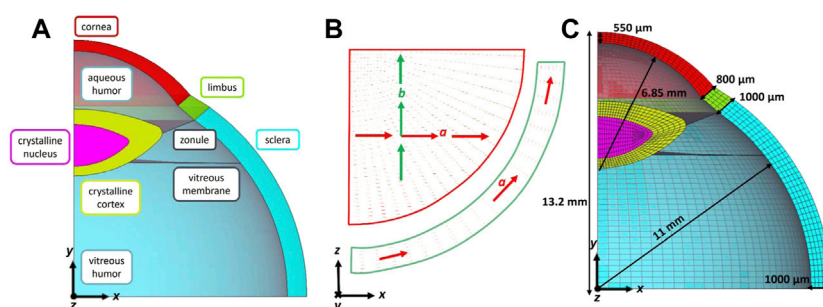 A
cornea
aqueous
humor
limbus
crystalline
nucleus
zonule
sclera
vitreous
membrane
crystalline
cortex
vitreous
humor
y
z
x
B
b
a
a
z
y
x
C
550 µm
800 µm
1000 µm
6.85 mm
13.2 mm
11 mm
y
z
x
1000 µm